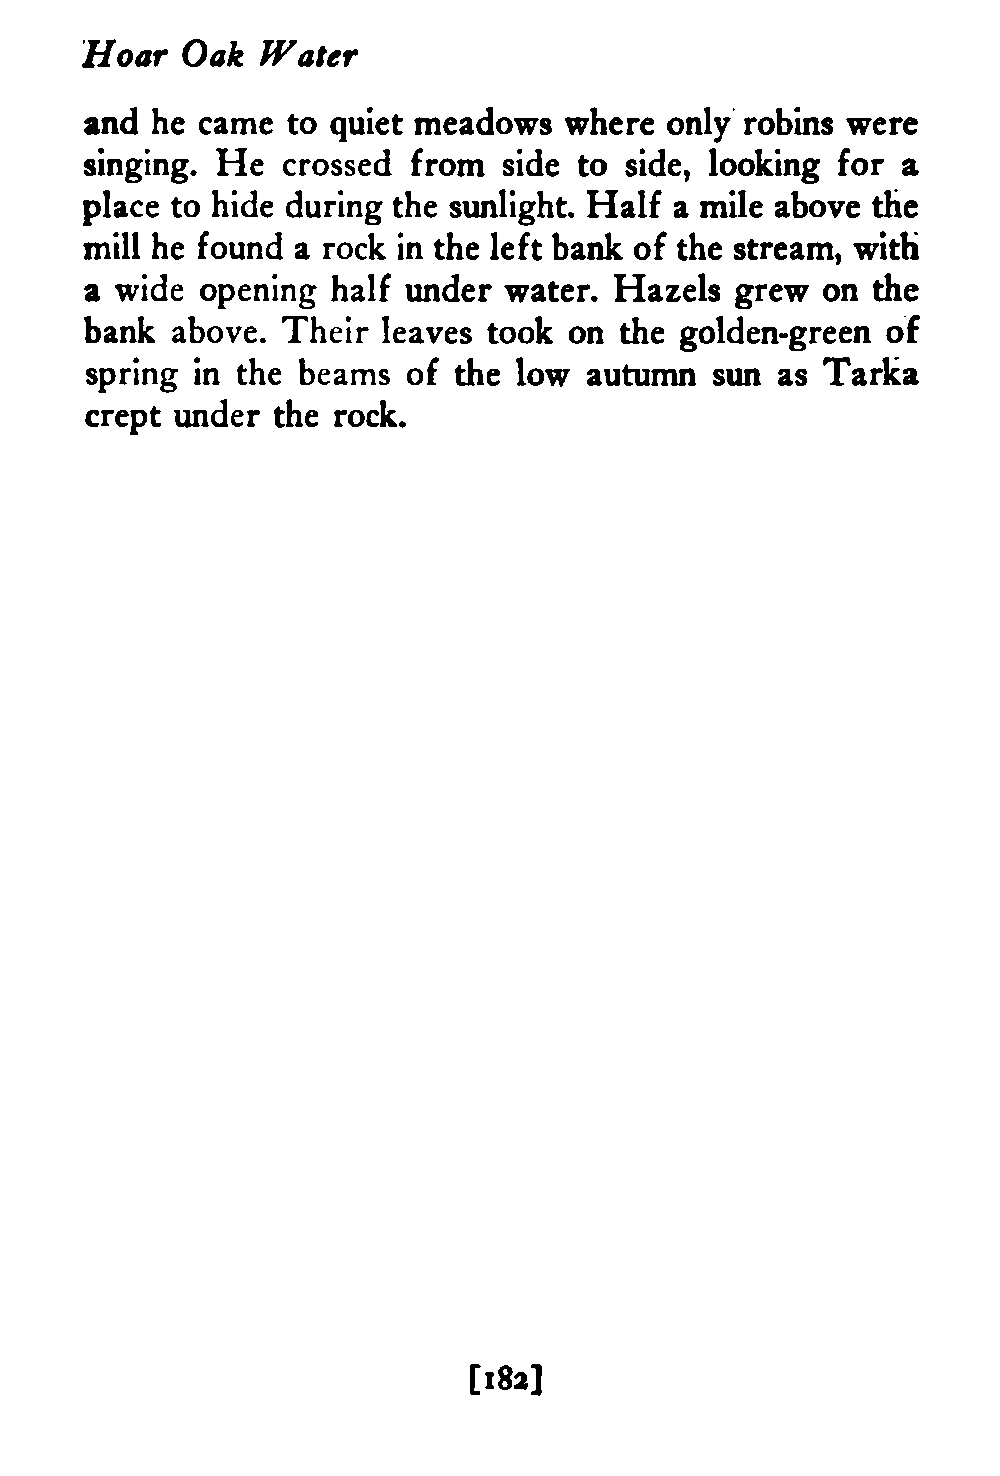 Hoar Oak Water
and he came to quiet meadows where only robins were
singing. He crossed from side to side, looking for a
place to hide during the sunlight. Half a mile above the
mill he found a rock in the left bank of the stream, with
a wide opening half under water. Hazels grew on the
bank above. Their leaves took on the golden-green of
spring in the beams of the low autumn sun as Tarka
crept under the rock.
[182]